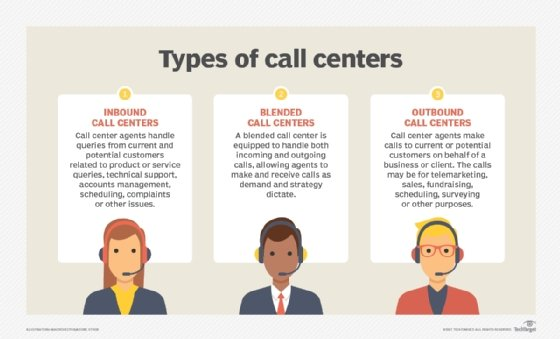 Types of call centers
1
INBOUND
CALL CENTERS
Call center agents handle
queries from current and
potential customers
related to product or service
queries, technical support,
accounts management,
scheduling, complaints
or other issues.
2
BLENDED
CALL CENTERS
A blended call center is
equipped to handle both
incoming and outgoing
calls, allowing agents to
make and receive calls as
demand and strategy
dictate.
3
OUTBOUND
CALL CENTERS
Call center agents make
calls to current or potential
customers on behalf of a
business or client. The calls
may be for telemarketing,
sales, fundraising,
scheduling, surveying
or other purposes.
ALL RIGHTS RESERVED
TechTarget